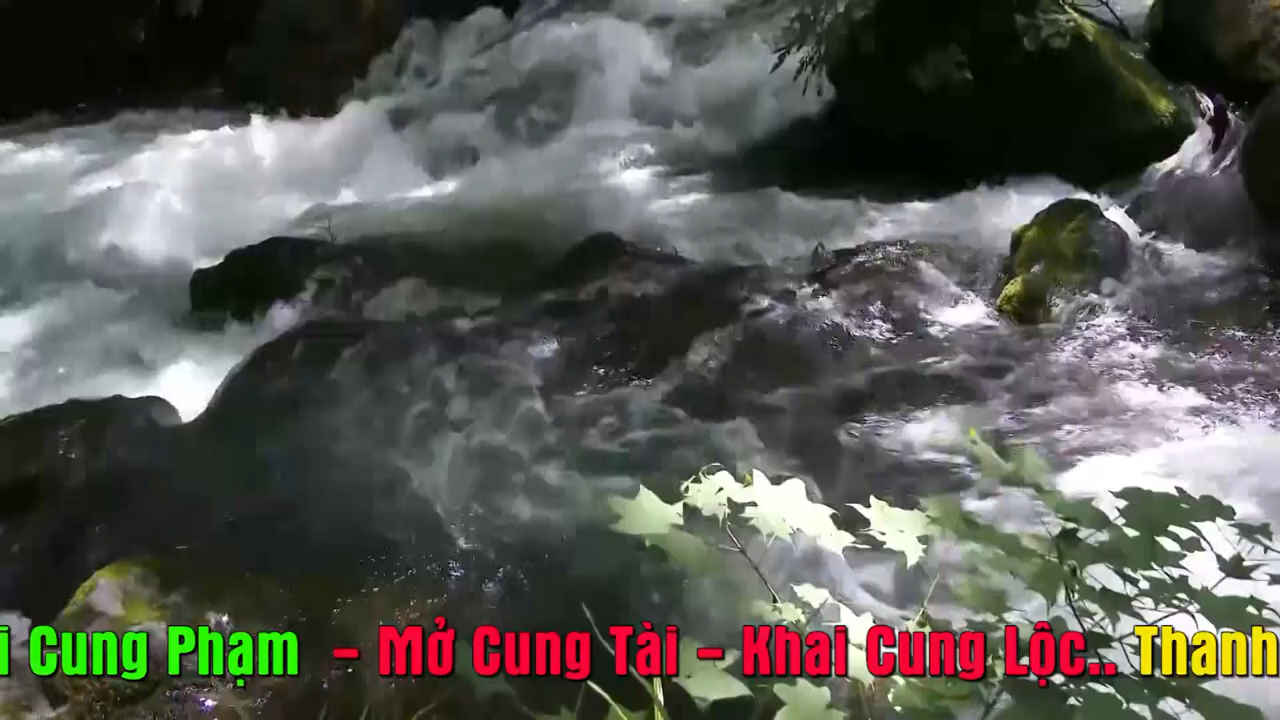 i Cung Phạm – Mở Cung Tài – Khai Cung Lộc.. Thanh